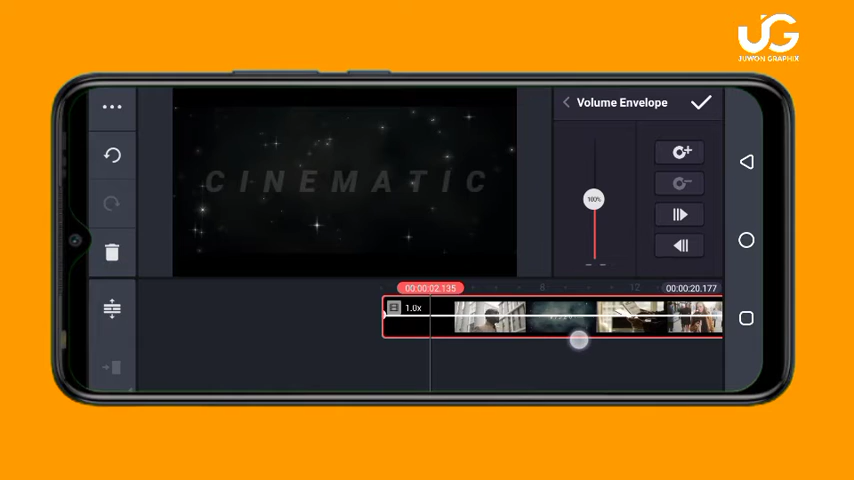 JUWON GRAPHIX
Volume Envelope
CINEMATIC
100%
00:00:02.135
8
12
00:00:20.177
1.0x